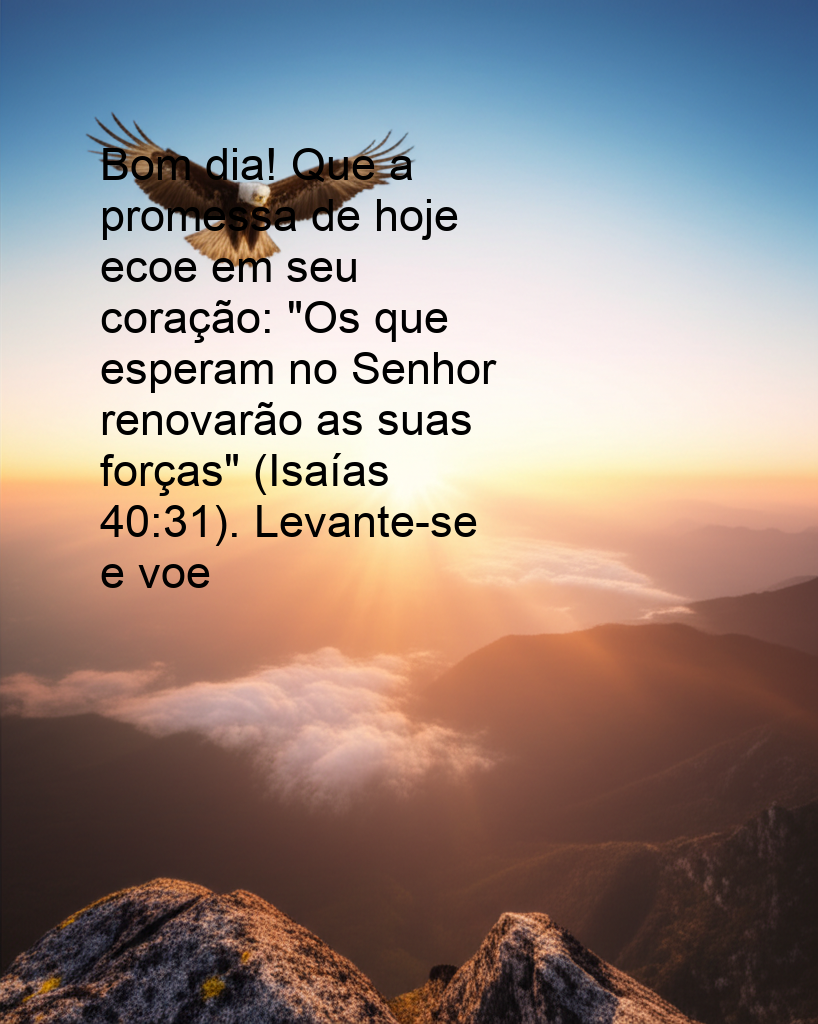 Bom dia! Que a
promessa de hoje
ecoe em seu
coração: "Os que
esperam no Senhor
renovarão as suas
forças" (Isaías
40:31). Levante-se
e voe